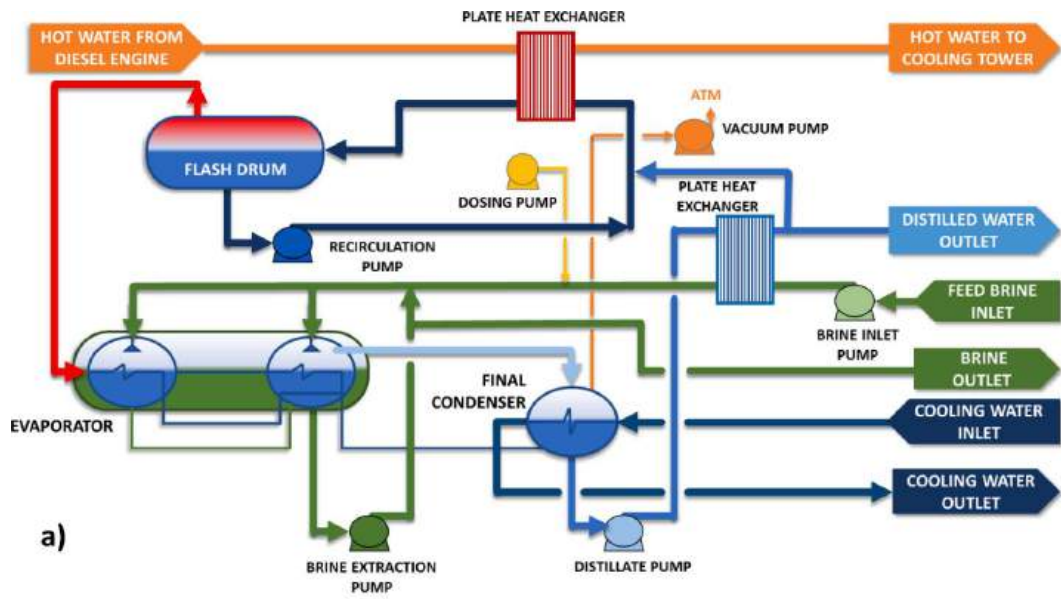 PLATE HEAT EXCHANGER
HOT WATER FROM
DIESEL ENGINE
HOT WATER TO
COOLING TOWER
ATM
VACUUM PUMP
FLASH DRUM
DOSING PUMP
PLATE HEAT
EXCHANGER
DISTILLED WATER
OUTLET
RECIRCULATION
PUMP
FEED BRINE
INLET
BRINE INLET
PUMP
BRINE
OUTLET
FINAL
CONDENSER
EVAPORATOR
COOLING WATER
INLET
COOLING WATER
OUTLET
a)
BRINE EXTRACTION
PUMP
DISTILLATE PUMP